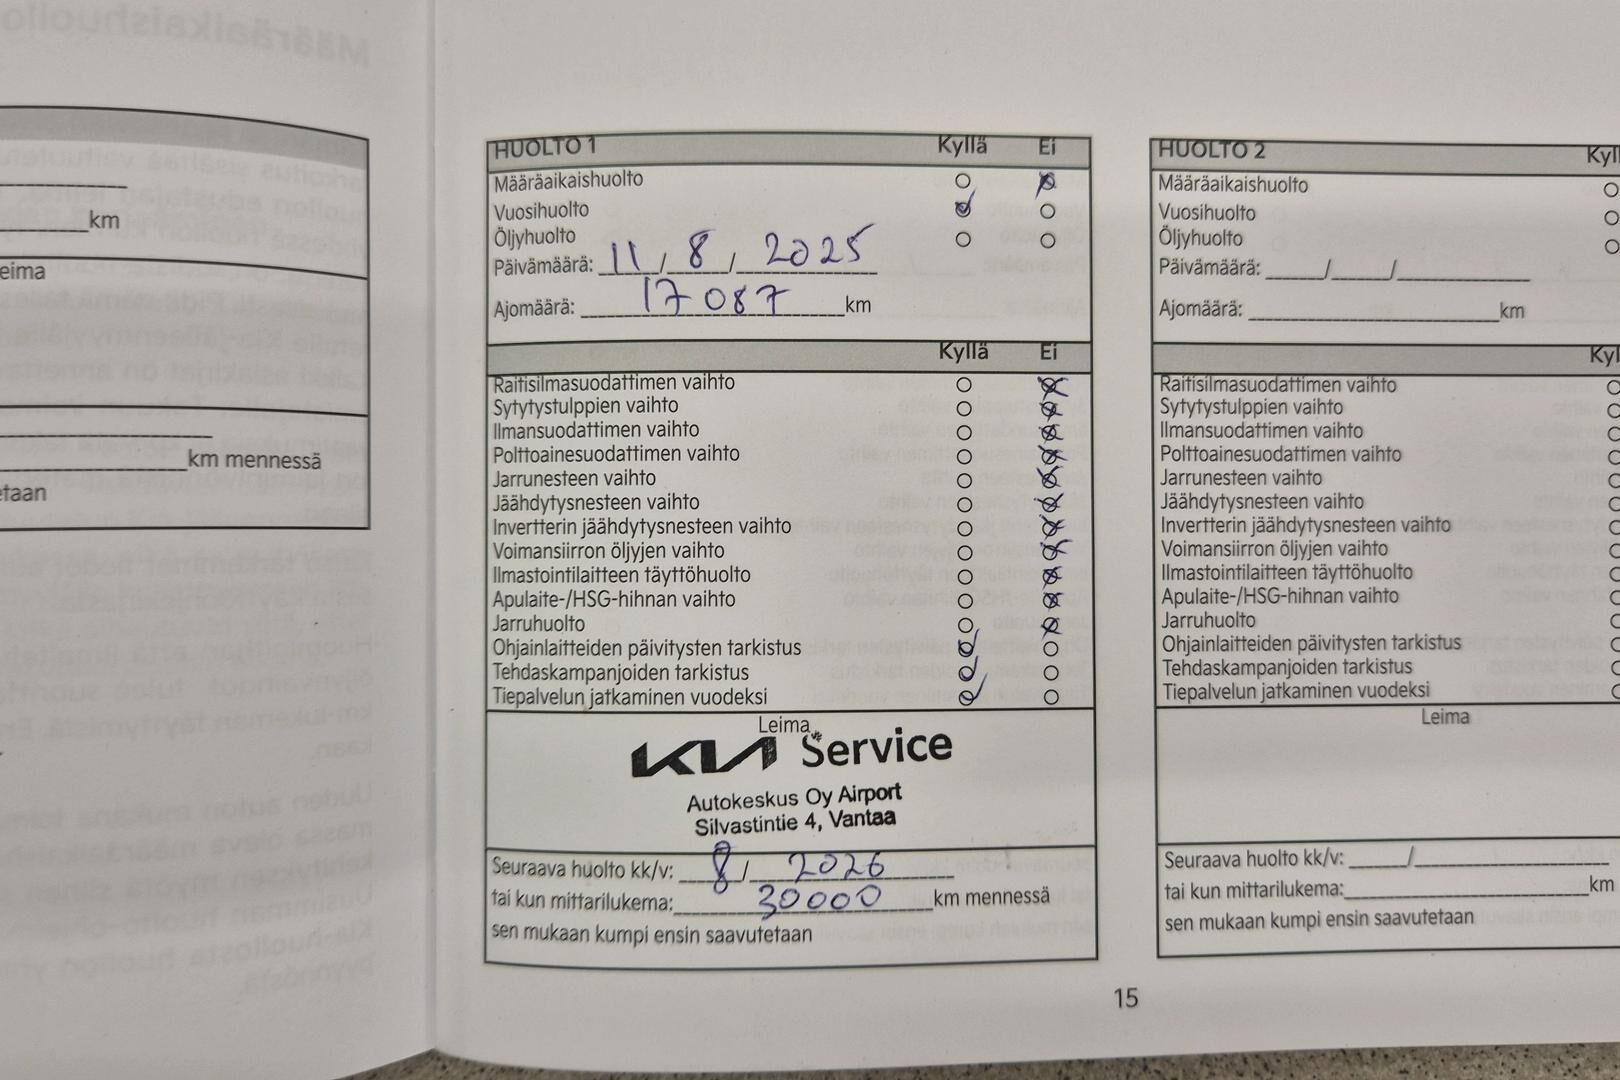 km
eima
km mennessä
etaan
HUOLTO 1 Kyllä Ei
Määräaikaishuolto
Vuosihuolto
Öljyhuolto
Päivämäärä: 11 / 8 / 2025
Ajomäärä: 17 087 km
Kyllä Ei
Raitisilmasuodattimen vaihto
Sytytystulppien vaihto
Ilmansuodattimen vaihto
Polttoainesuodattimen vaihto
Jarrunesteen vaihto
Jäähdytysnesteen vaihto
Invertterin jäähdytysnesteen vaihto
Voimansiirron öljyjen vaihto
Ilmastointilaitteen täyttöhuolto
Apulaite-/HSG-hihnan vaihto
Jarruhuolto
Ohjainlaitteiden päivitysten tarkistus
Tehdaskampanjoiden tarkistus
Tiepalvelun jatkaminen vuodeksi
Leima
KIA Service
Autokeskus Oy Airport
Silvastintie 4, Vantaa
Seuraava huolto kk/v: 8 / 2026
tai kun mittarilukema: 30000 km mennessä
sen mukaan kumpi ensin saavutetaan
HUOLTO 2 Kyll
Määräaikaishuolto
Vuosihuolto
Öljyhuolto
Päivämäärä: / /
Ajomäärä: km
Kyl
Raitisilmasuodattimen vaihto
Sytytystulppien vaihto
Ilmansuodattimen vaihto
Polttoainesuodattimen vaihto
Jarrunesteen vaihto
Jäähdytysnesteen vaihto
Invertterin jäähdytysnesteen vaihto
Voimansiirron öljyjen vaihto
Ilmastointilaitteen täyttöhuolto
Apulaite-/HSG-hihnan vaihto
Jarruhuolto
Ohjainlaitteiden päivitysten tarkistus
Tehdaskampanjoiden tarkistus
Tiepalvelun jatkaminen vuodeksi
Leima
Seuraava huolto kk/v: /
tai kun mittarilukema: km
sen mukaan kumpi ensin saavutetaan
15